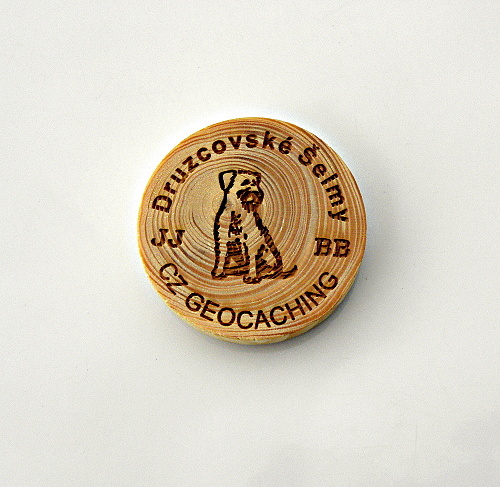 Druzcovské Šelmy
JJ BB
CZ GEOCACHING